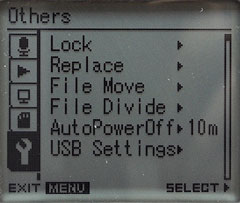 Others
Lock ▸
Replace ▸
File Move ▸
File Divide ▸
AutoPowerOff▸10m
USB Settings▸
EXIT MENU SELECT ▸